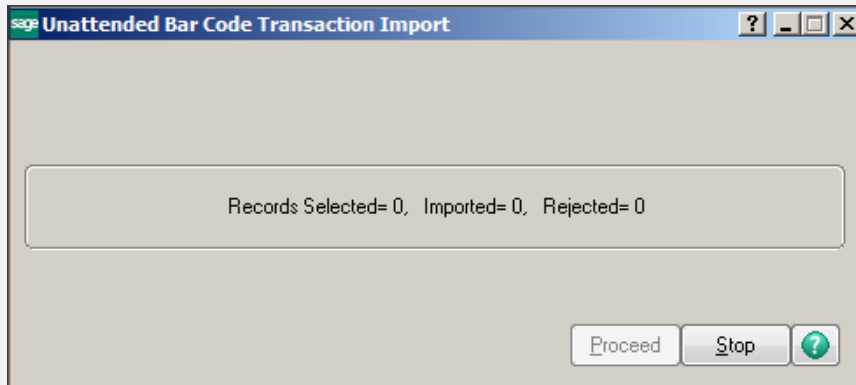 sage Unattended Bar Code Transaction Import ? X
Records Selected= 0, Imported= 0, Rejected= 0
Proceed Stop ?